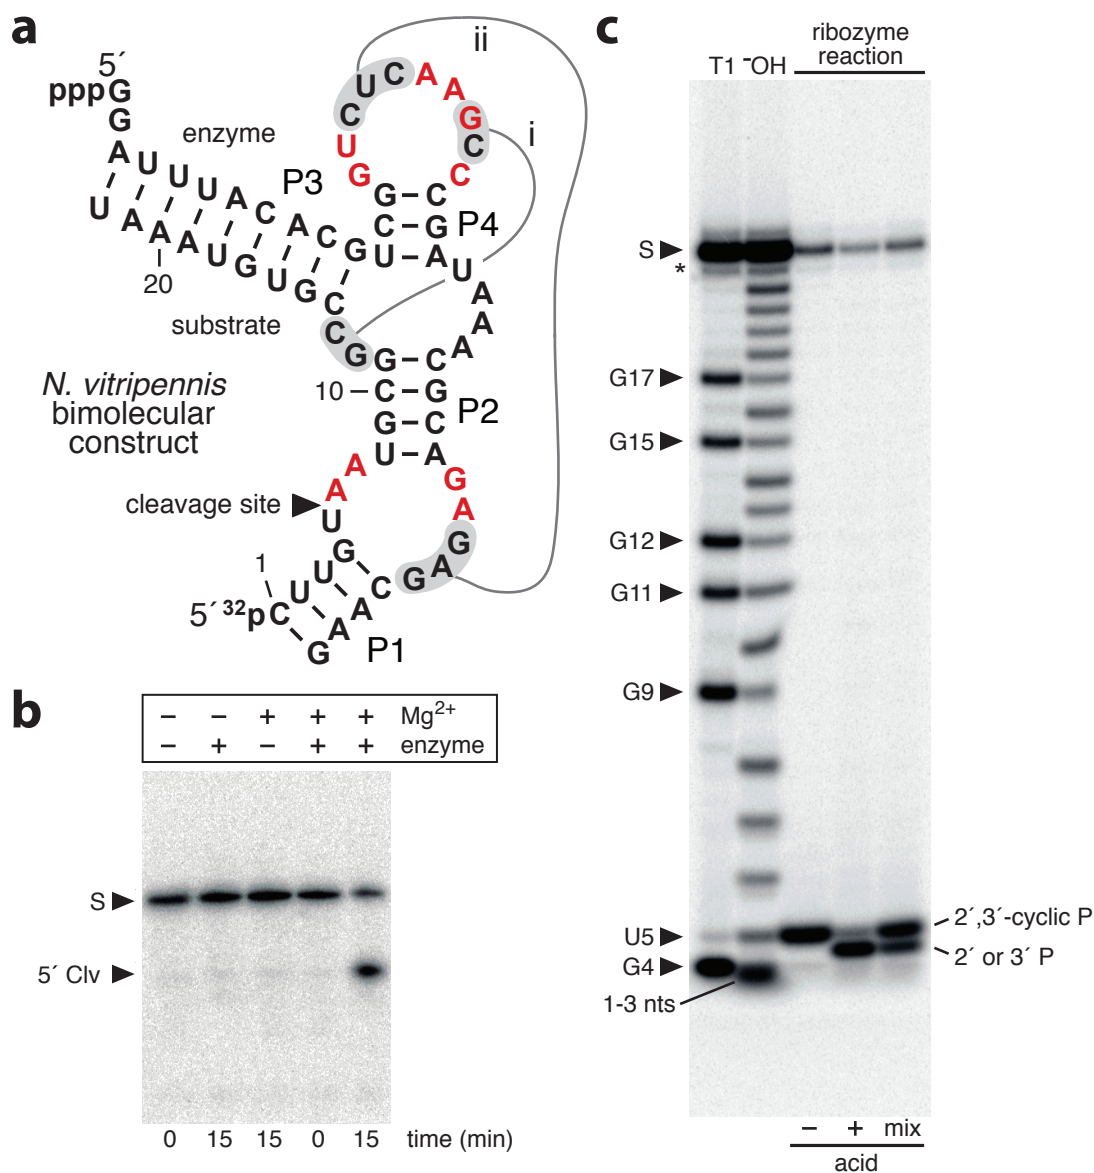 a
5´
pppG
G
A U U U A C A C G
enzyme
P3
U A A A U G U G C C G
20
substrate
ii
C U C A A G C C
U G
i
G–C
C–G
U–A
P4
U A A A
N. vitripennis
bimolecular
construct
G–C
10 C–G
G–C
U–A
P2
A A
G A
cleavage site
U
G A G
1
5´ 32pC U U G
G A A C
P1
b
– – + + + Mg2+
– + – + + enzyme
S
5´ Clv
0 15 15 0 15 time (min)
c
ribozyme
reaction
T1 -OH
S
*
G17
G15
G12
G11
G9
U5
G4
1-3 nts
2´,3´-cyclic P
2´ or 3´ P
– + mix
acid